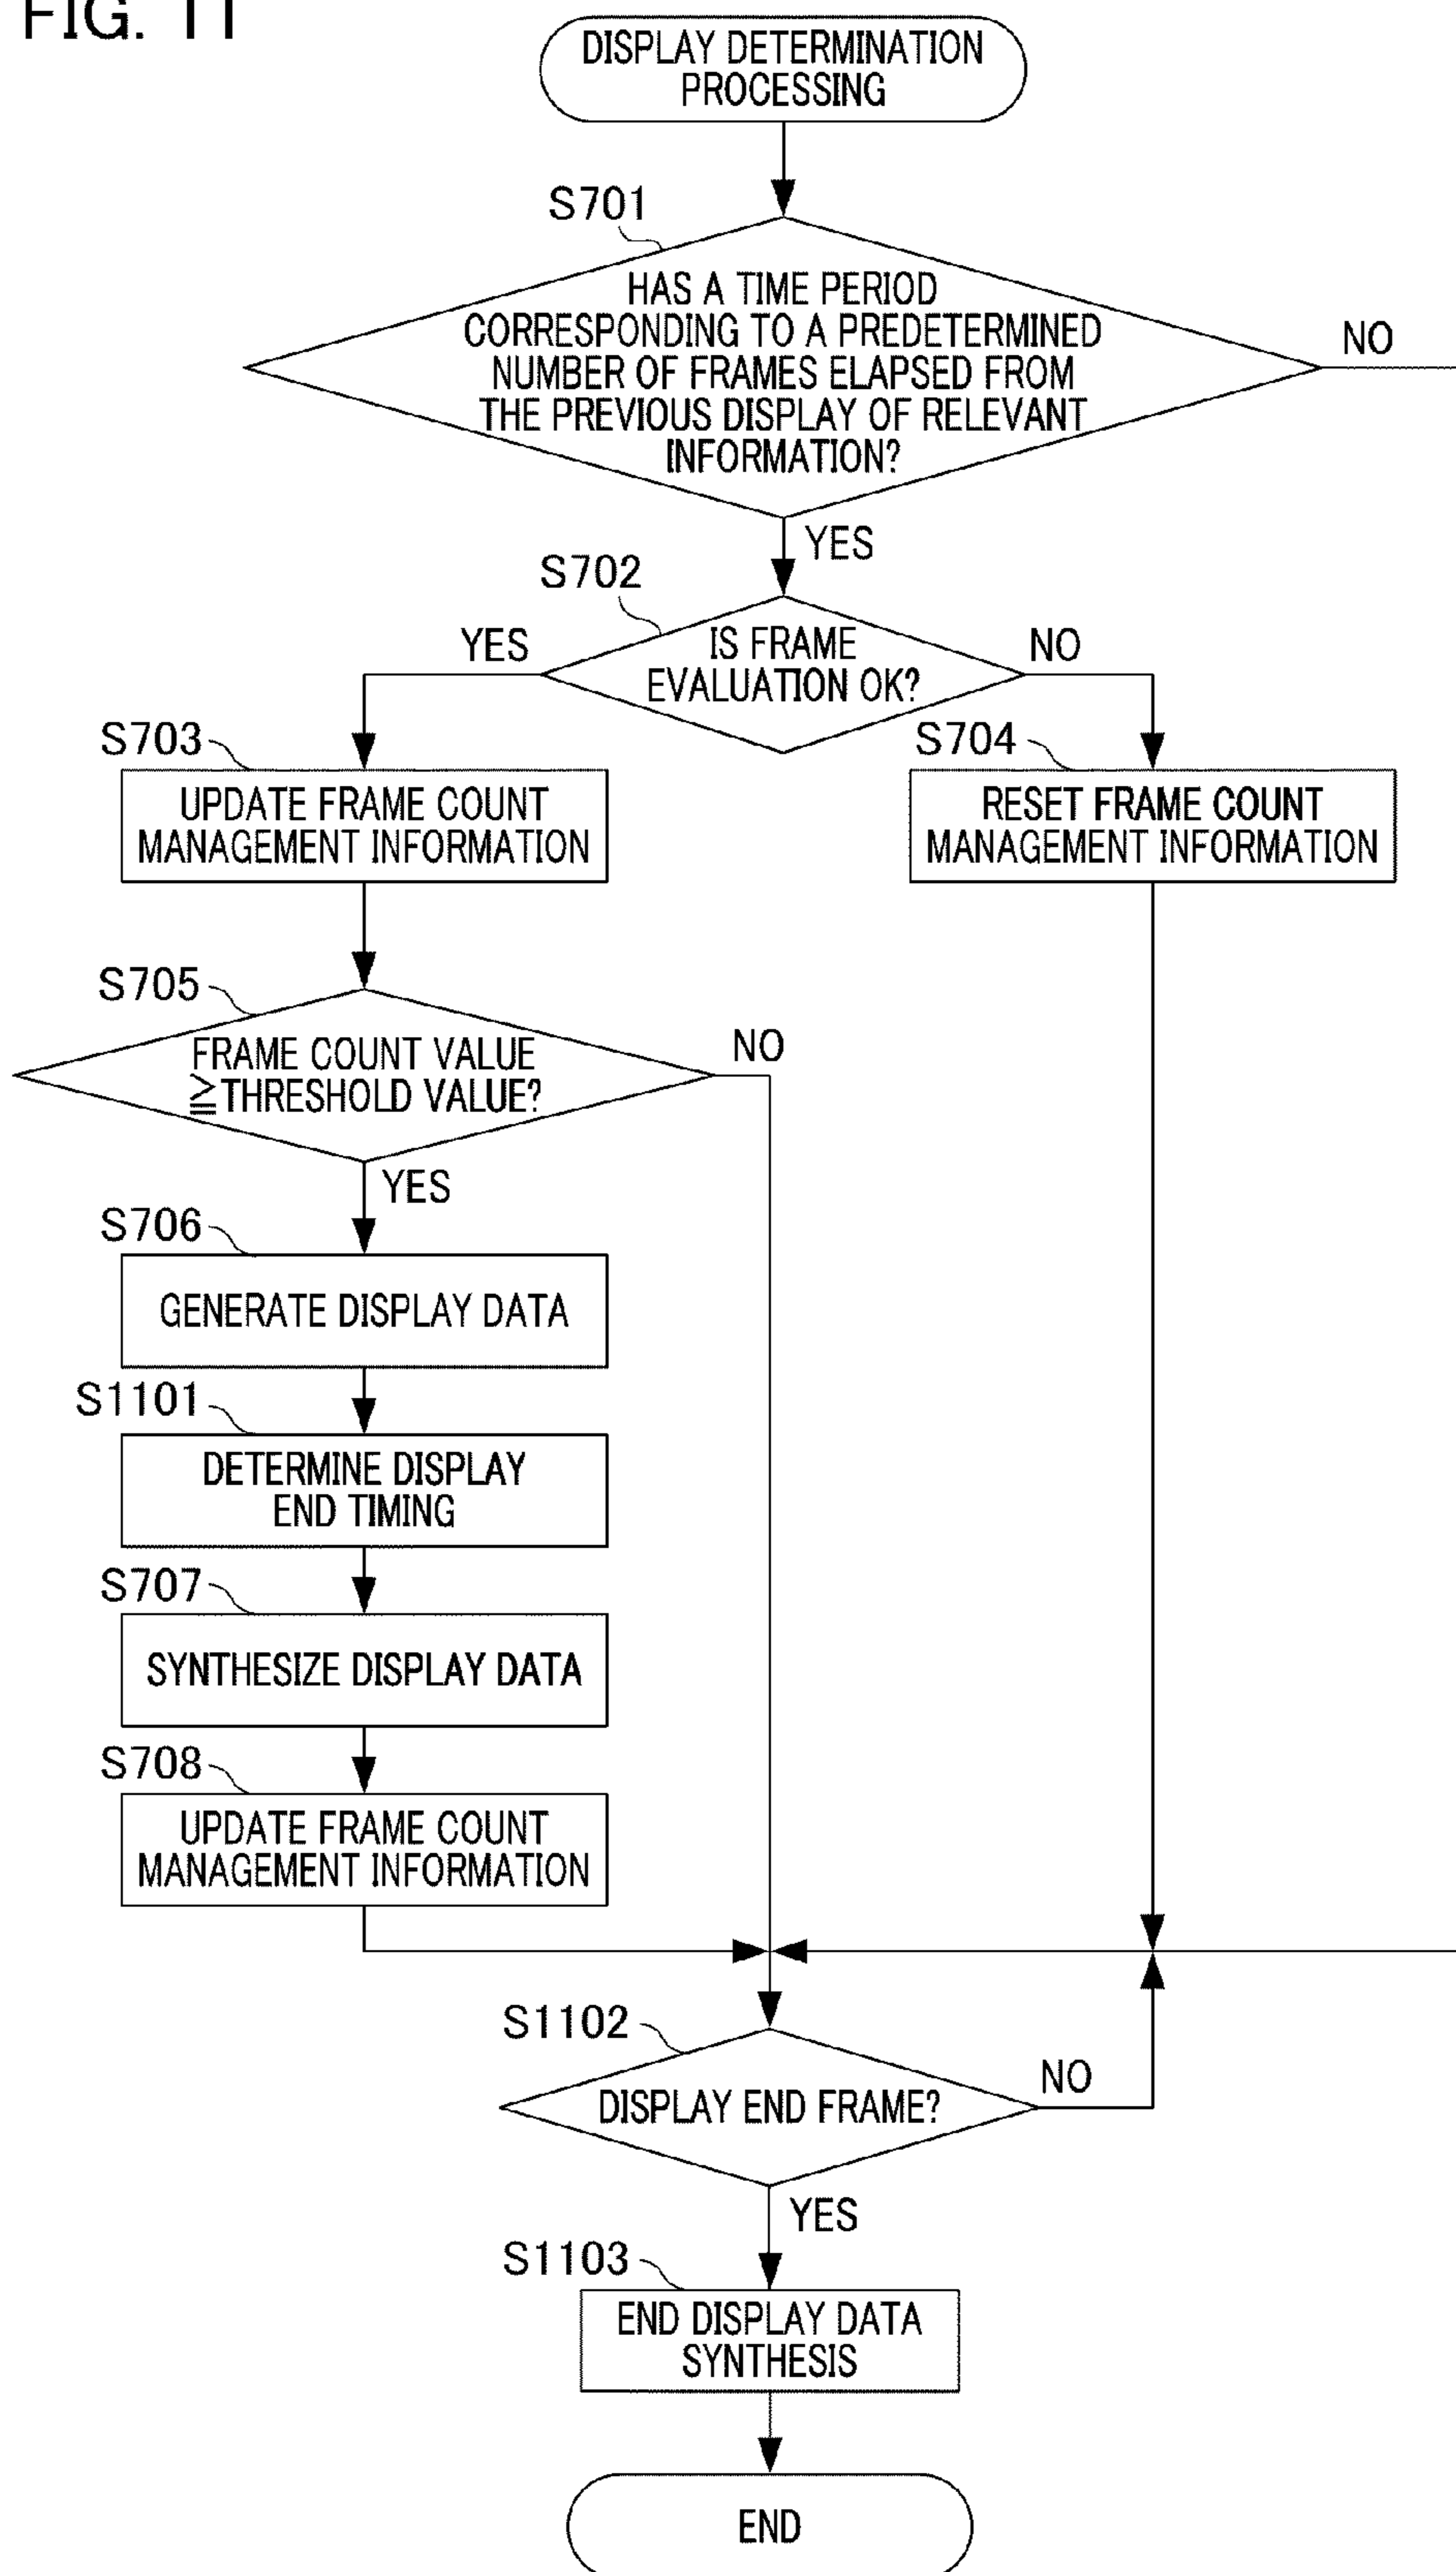 FIG. 11
DISPLAY DETERMINATION
PROCESSING
S701
HAS A TIME PERIOD
CORRESPONDING TO A PREDETERMINED
NUMBER OF FRAMES ELAPSED FROM
THE PREVIOUS DISPLAY OF RELEVANT
INFORMATION?
NO
YES
S702
IS FRAME
EVALUATION OK?
YES
NO
S703
UPDATE FRAME COUNT
MANAGEMENT INFORMATION
S704
RESET FRAME COUNT
MANAGEMENT INFORMATION
S705
FRAME COUNT VALUE
≧THRESHOLD VALUE?
NO
YES
S706
GENERATE DISPLAY DATA
S1101
DETERMINE DISPLAY
END TIMING
S707
SYNTHESIZE DISPLAY DATA
S708
UPDATE FRAME COUNT
MANAGEMENT INFORMATION
S1102
DISPLAY END FRAME?
NO
YES
S1103
END DISPLAY DATA
SYNTHESIS
END